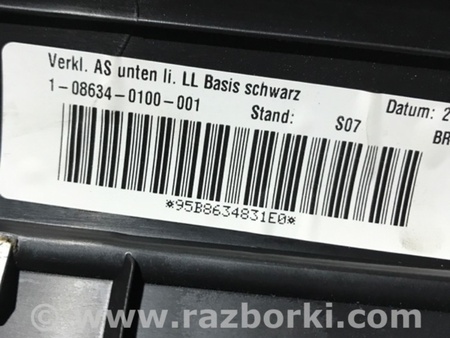 Verkl. AS unten li. LL Basis schwarz
1-08634-0100-001 Stand: S07 Datum: 2
BR
*95B8634831E0*
© www.razborki.com